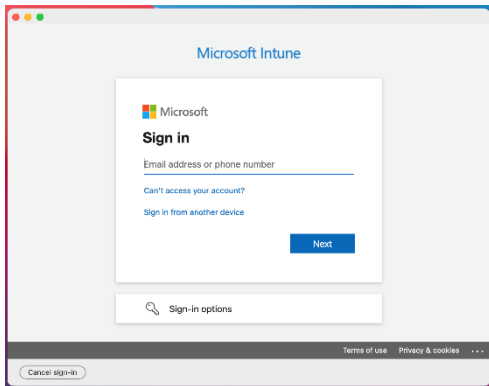 Microsoft Intune
Microsoft
Sign in
Email address or phone number
Can't access your account?
Sign in from another device
Next
Sign-in options
Terms of use Privacy & cookies ...
Cancel sign-in